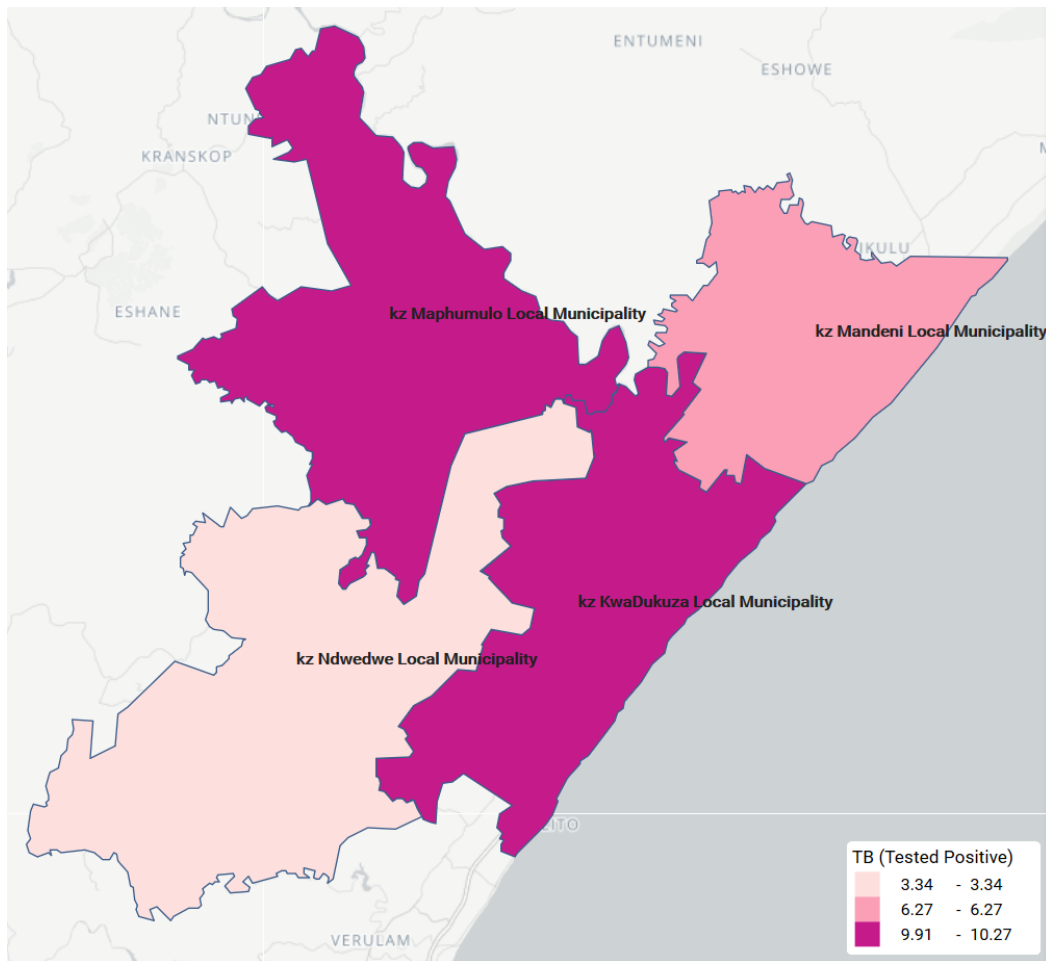 ENTUMENI
ESHOWE
NTUN
KRANSKOP
IKULU
ESHANE
kz Maphumulo Local Municipality
kz Mandeni Local Municipality
kz KwaDukuza Local Municipality
kz Ndwedwe Local Municipality
LITO
VERULAM
TB (Tested Positive)
3.34 - 3.34
6.27 - 6.27
9.91 - 10.27